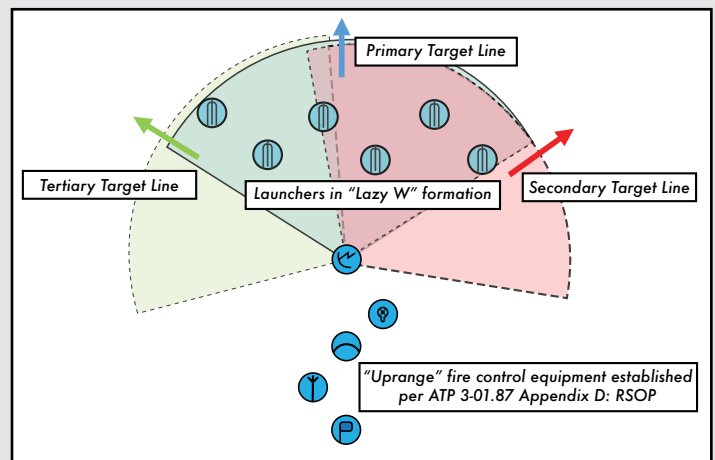 Primary Target Line
Tertiary Target Line
Launchers in “Lazy W” formation
Secondary Target Line
“Uprange” fire control equipment established
per ATP 3-01.87 Appendix D: RSOP